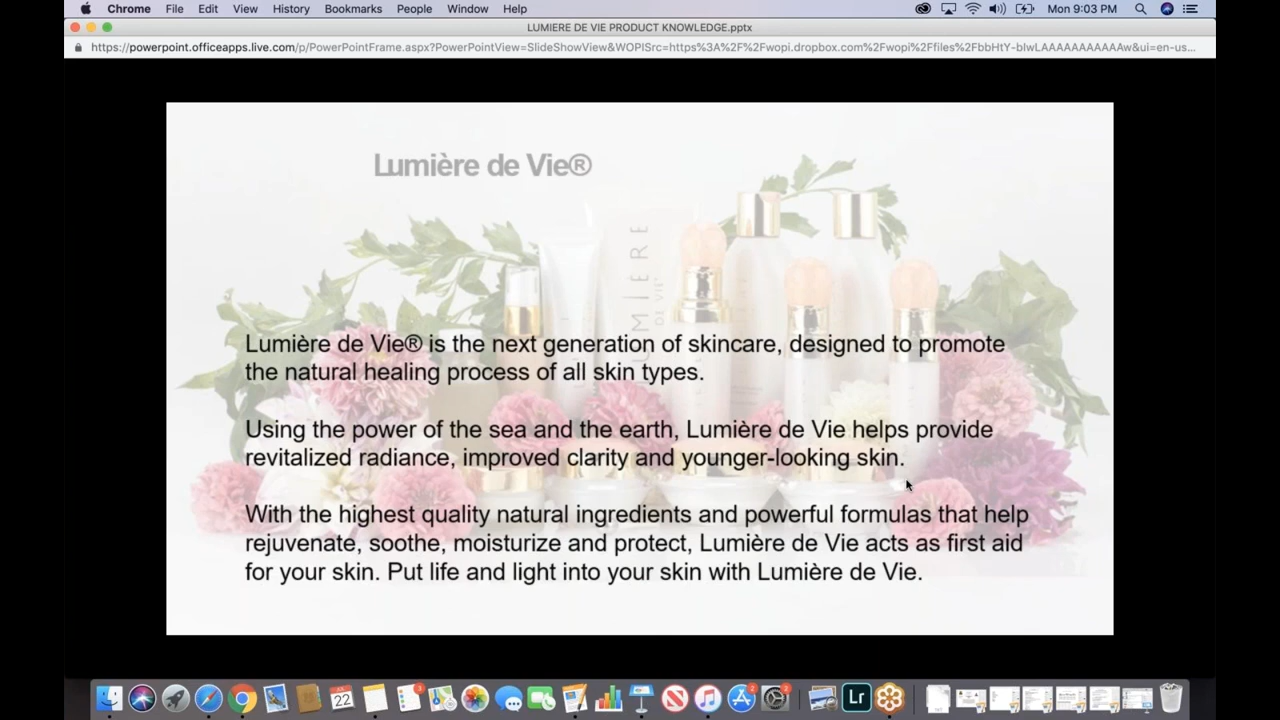 Chrome File Edit View History Bookmarks People Window Help Mon 9:03 PM
LUMIERE DE VIE PRODUCT KNOWLEDGE.pptx
https://powerpoint.officeapps.live.com/p/PowerPointFrame.aspx?PowerPointView=SlideShowView&WOPISrc=https%3A%2F%2Fwopi.dropbox.com%2Fwopi%2Ffiles%2FbbHtY-bIwLAAAAAAAAAAAw&ui=en-us...
Lumière de Vie®
LUMIERE
DE VIE
Lumière de Vie® is the next generation of skincare, designed to promote
the natural healing process of all skin types.
Using the power of the sea and the earth, Lumière de Vie helps provide
revitalized radiance, improved clarity and younger-looking skin.
With the highest quality natural ingredients and powerful formulas that help
rejuvenate, soothe, moisturize and protect, Lumière de Vie acts as first aid
for your skin. Put life and light into your skin with Lumière de Vie.
22
Lr